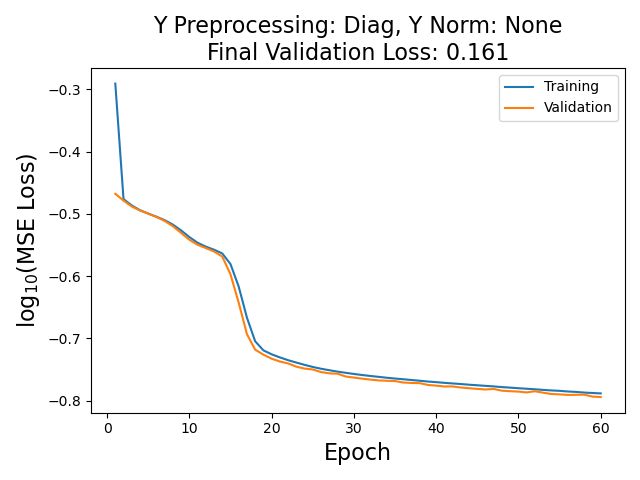 Y Preprocessing: Diag, Y Norm: None
Final Validation Loss: 0.161
Training
Validation
log₁₀(MSE Loss)
−0.3
−0.4
−0.5
−0.6
−0.7
−0.8
0
10
20
30
40
50
60
Epoch